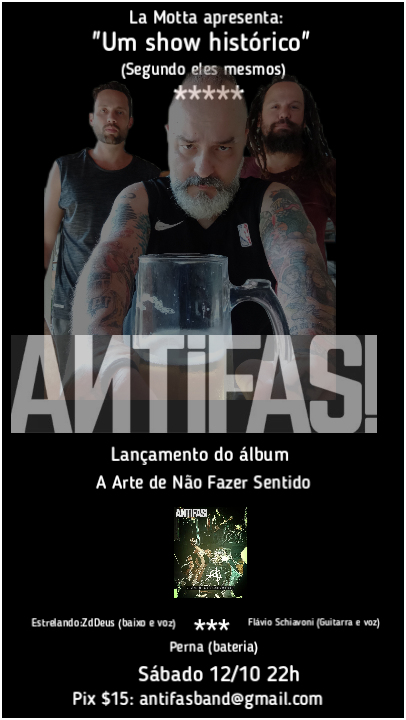 La Motta apresenta:
"Um show histórico"
(Segundo eles mesmos)
*****
ANTiFAS!
Lançamento do álbum
A Arte de Não Fazer Sentido
ANTiFAS!
Estrelando:ZdDeus (baixo e voz) *** Flávio Schiavoni (Guitarra e voz)
Perna (bateria)
Sábado 12/10 22h
Pix $15: antifasband@gmail.com